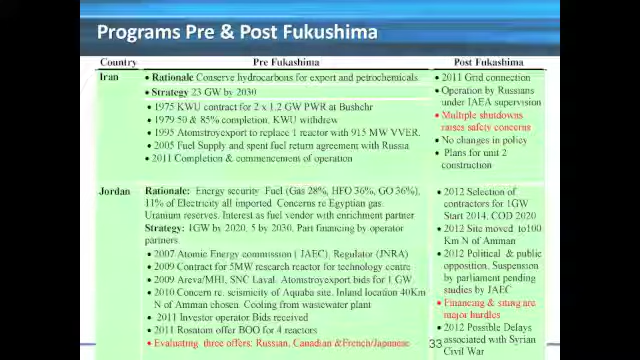 Programs Pre & Post Fukushima
Country
Pre Fukashima
Post Fukashima
Iran
• Rationale Conserve hydrocarbons for export and petrochemicals.
• Strategy 23 GW by 2030
• 1975 KWU contract for 2 x 1.2 GW PWR at Bushehr
• 1979 50 & 85% completion, KWU withdrew
• 1995 Atomstroyexport to replace 1 reactor with 915 MW VVER.
• 2005 Fuel Supply and spent fuel return agreement with Russia
• 2011 Completion & commencement of operation
• 2011 Grid connection
• Operation by Russians
under IAEA supervision
• Multiple shutdowns
raises safety concerns
• No changes in policy
• Plans for unit 2
construction
Jordan
Rationale: Energy security Fuel (Gas 28%, HFO 36%, GO 36%),
11% of Electricity all imported. Concerns re Egyptian gas
Uranium reserves. Interest as fuel vendor with enrichment partner
Strategy: 1GW by 2020, 5 by 2030. Part financing by operator
partners.
• 2007 Atomic Energy commission ( JAEC), Regulator (JNRA)
• 2009 Contract for 5MW research reactor for technology centre
• 2009 Areva/MHI, SNC Laval. Atomstroyexport bids for 1 GW
• 2010 Concern re. seismicity of Aquaba site. Inland location 40Km
N of Amman chosen. Cooling from wastewater plant
• 2011 Investor operator Bids received
• 2011 Rosatom offer BOO for 4 reactors
• Evaluating three offers: Russian, Canadian &French/Japanese
• 2012 Selection of
contractors for 1GW
Start 2014, COD 2020
• 2012 Site moved to100
Km N of Amman
• 2012 Political & public
opposition, Suspension
by parliament pending
studies by JAEC
• Financing & siting are
major hurdles
• 2012 Possible Delays
associated with Syrian
Civil War
33